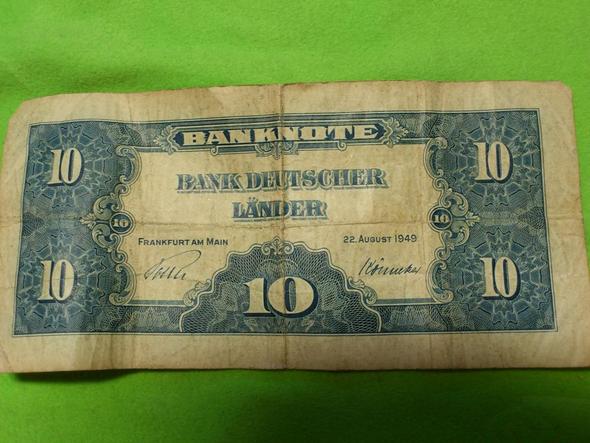 BANKNOTE
10 10
BANK DEUTSCHER
LÄNDER
10 10
FRANKFURT AM MAIN 22. AUGUST 1949
10 10 10